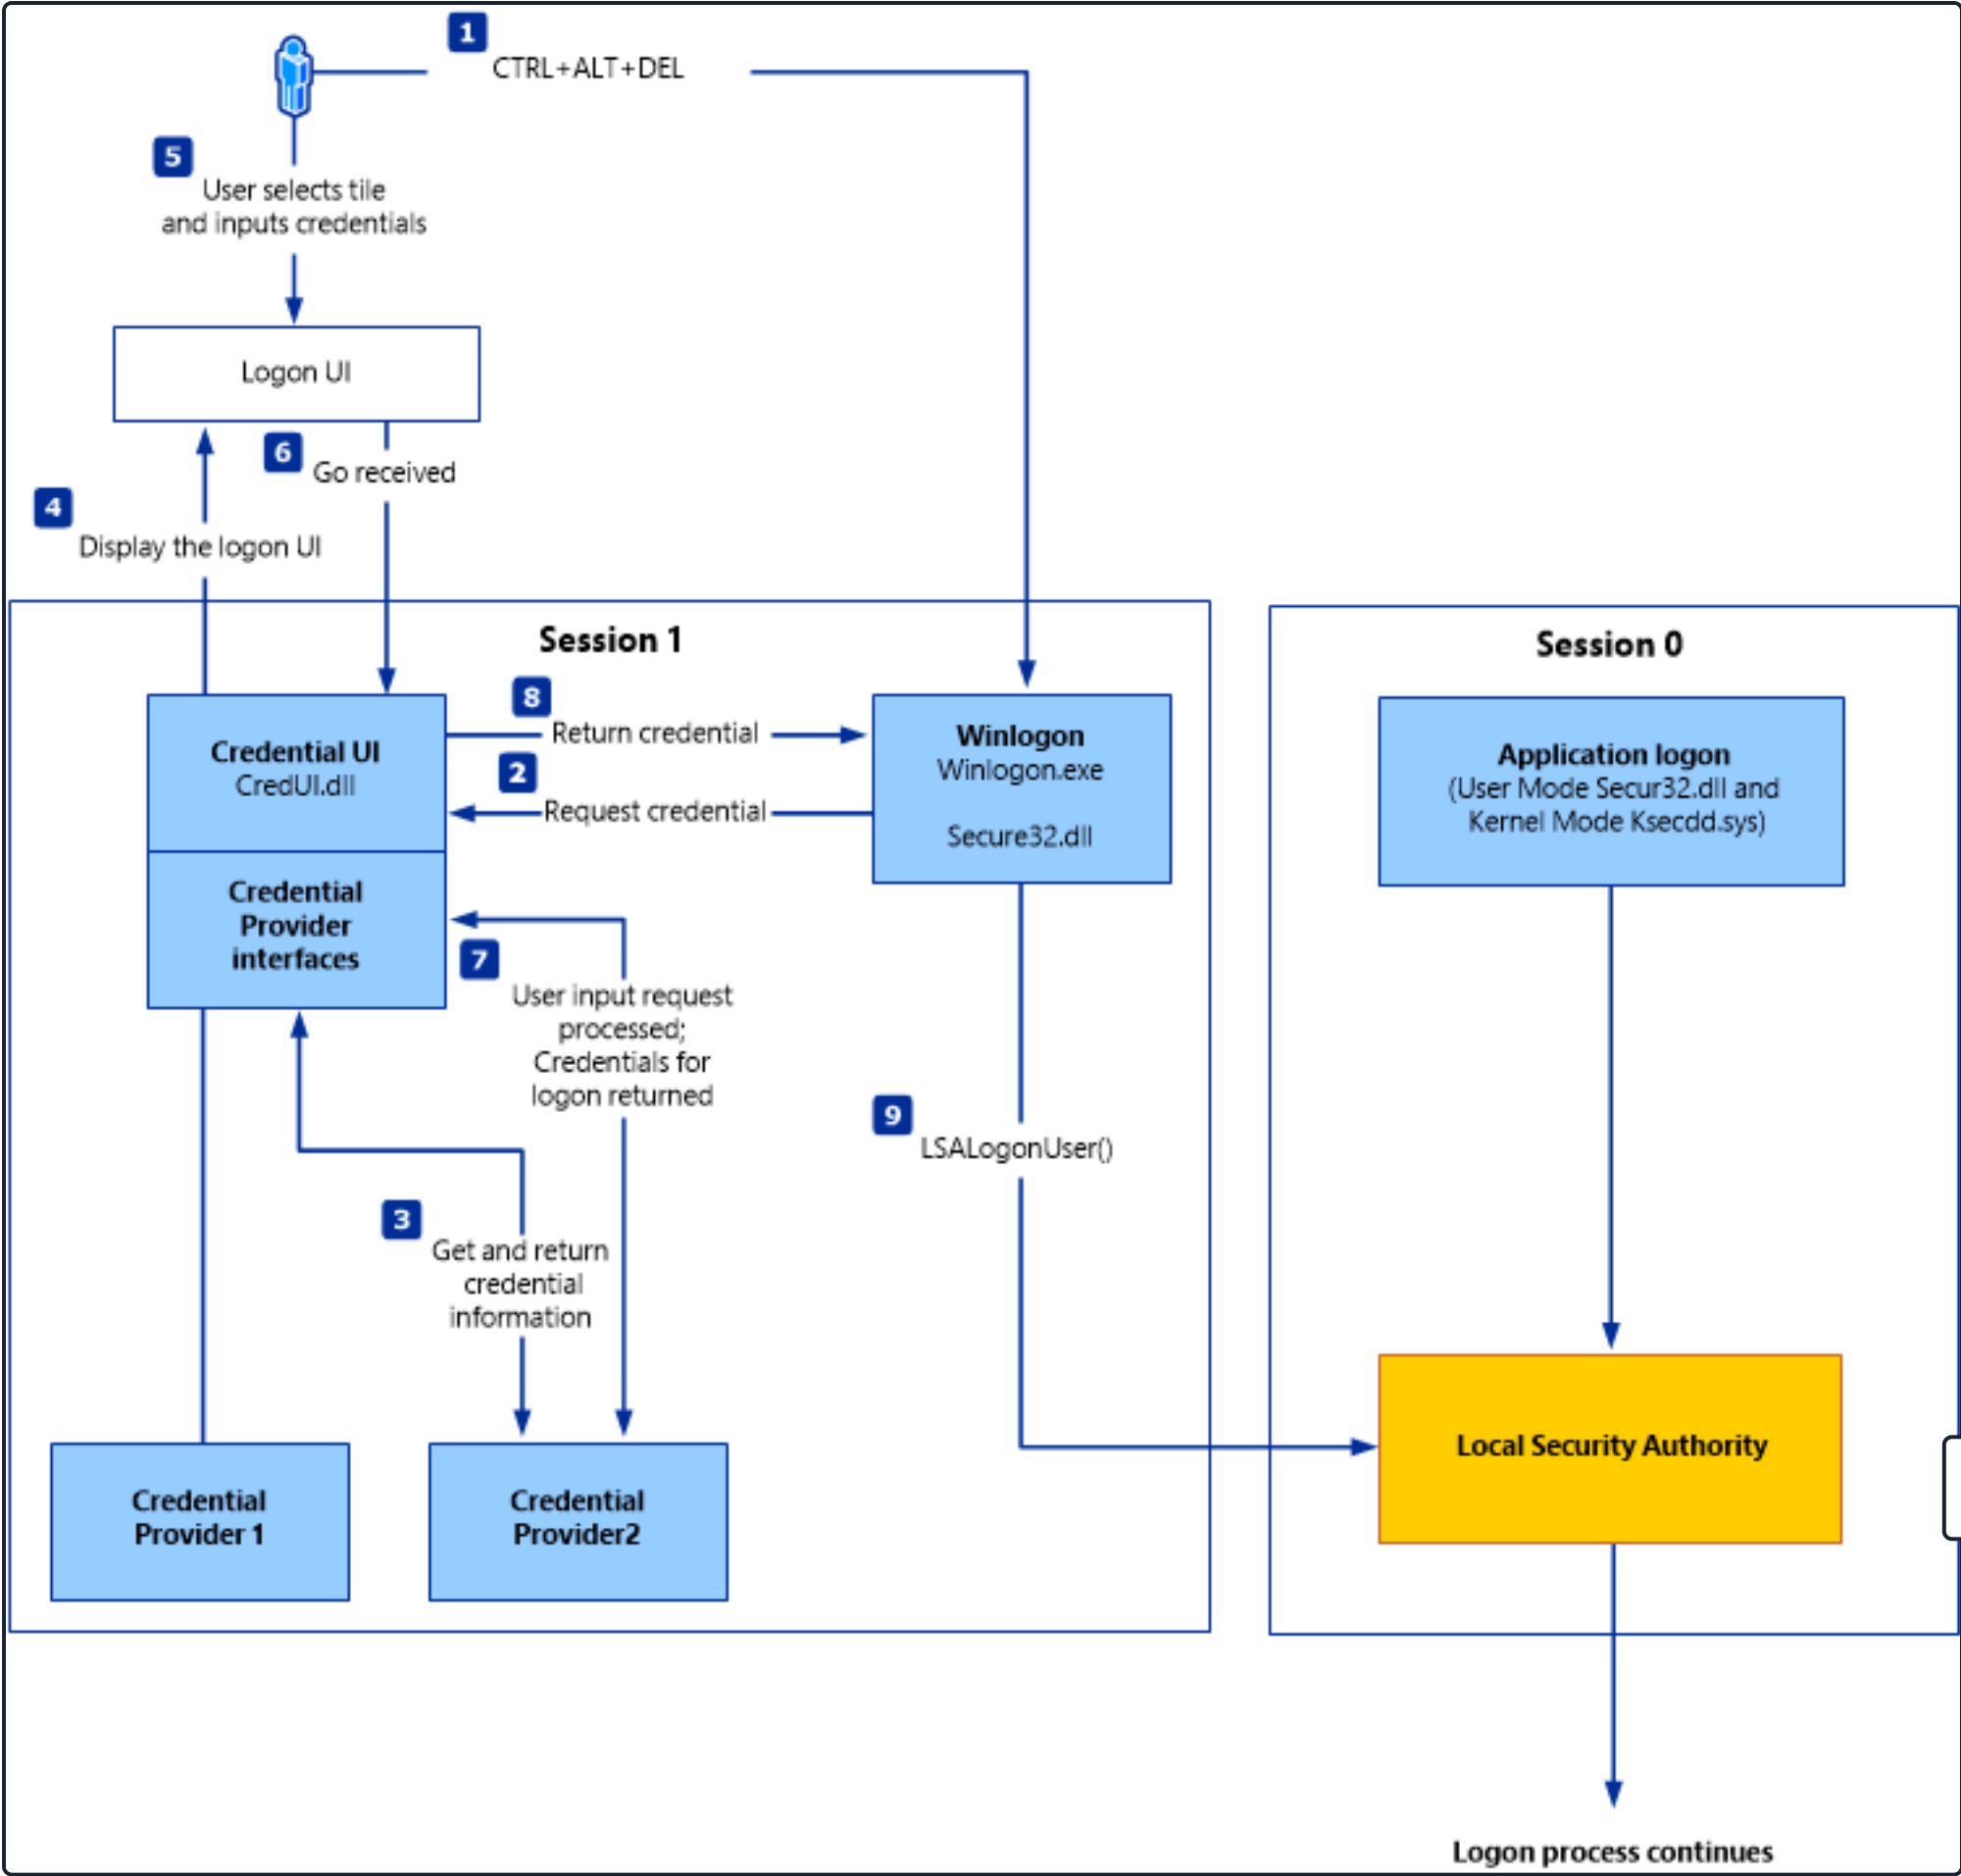 1
CTRL+ALT+DEL
5
User selects tile
and inputs credentials
Logon UI
6
Go received
4
Display the logon UI
Session 1
8
Return credential
2
Request credential
Credential UI
CredUI.dll
Winlogon
Winlogon.exe
Secure32.dll
Credential
Provider
interfaces
7
User input request
processed;
Credentials for
logon returned
9
LSALogonUser()
3
Get and return
credential
information
Credential
Provider 1
Credential
Provider2
Session 0
Application logon
(User Mode Secur32.dll and
Kernel Mode Ksecdd.sys)
Local Security Authority
Logon process continues